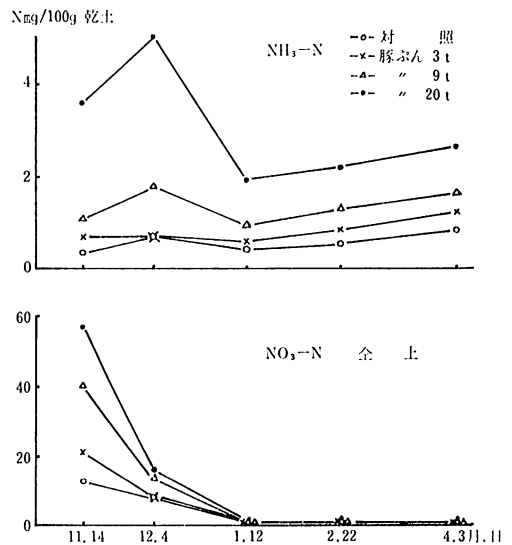 Nmg/100g 乾土
NH₃−N
−o− 対 照
−×− 豚ぷん 3t
−△− 〃 9t
−●− 〃 20t
4
2
0
60
NO₃−N 仝 上
40
20
0
11.14 12.4 1.12 2.22 4.3月.日